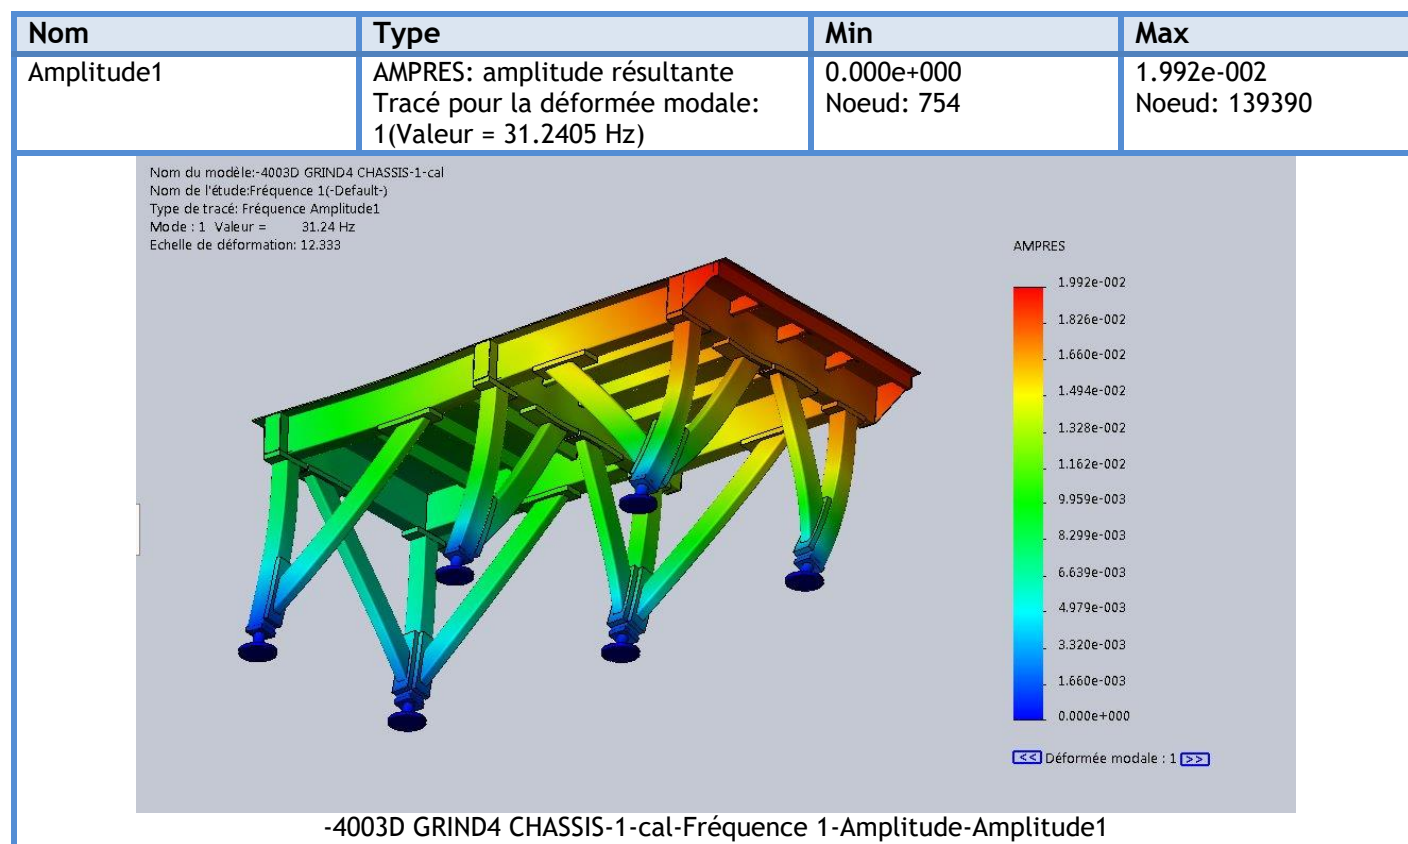 Nom Type Min Max
Amplitude1 AMPRES: amplitude résultante 0.000e+000 1.992e-002
Tracé pour la déformée modale: Noeud: 754 Noeud: 139390
1(Valeur = 31.2405 Hz)
Nom du modèle:-4003D GRIND4 CHASSIS-1-cal
Nom de l'étude:Fréquence 1(-Default-)
Type de tracé: Fréquence Amplitude1
Mode : 1 Valeur = 31.24 Hz
Echelle de déformation: 12.333
AMPRES
1.992e-002
1.826e-002
1.660e-002
1.494e-002
1.328e-002
1.162e-002
9.959e-003
8.299e-003
6.639e-003
4.979e-003
3.320e-003
1.660e-003
0.000e+000
<< Déformée modale : 1 >>
-4003D GRIND4 CHASSIS-1-cal-Fréquence 1-Amplitude-Amplitude1